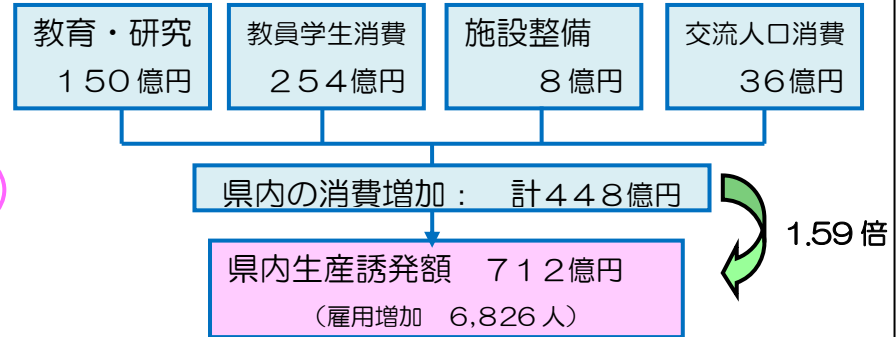 教育・研究
１５０億円
教員学生消費
２５４億円
施設整備
８億円
交流人口消費
３６億円
県内の消費増加：　計４４８億円
1.59 倍
県内生産誘発額　７１２億円
（雇用増加　6,826 人）